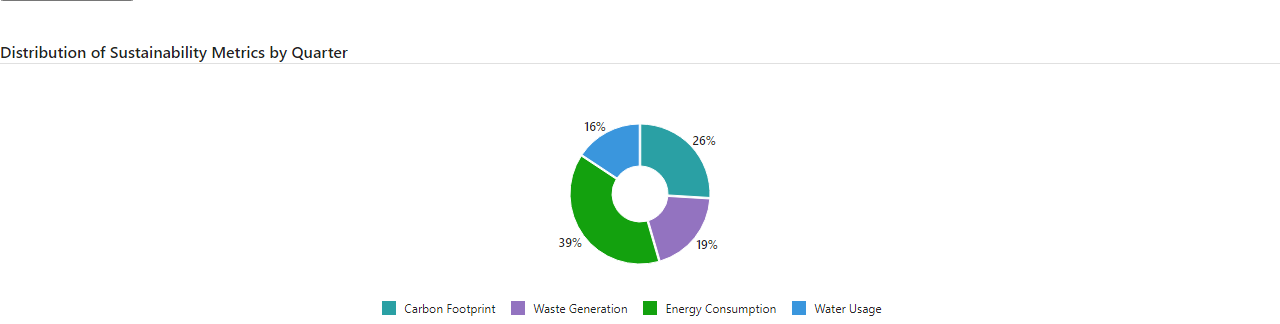 Distribution of Sustainability Metrics by Quarter
16%
26%
39%
19%
Carbon Footprint Waste Generation Energy Consumption Water Usage